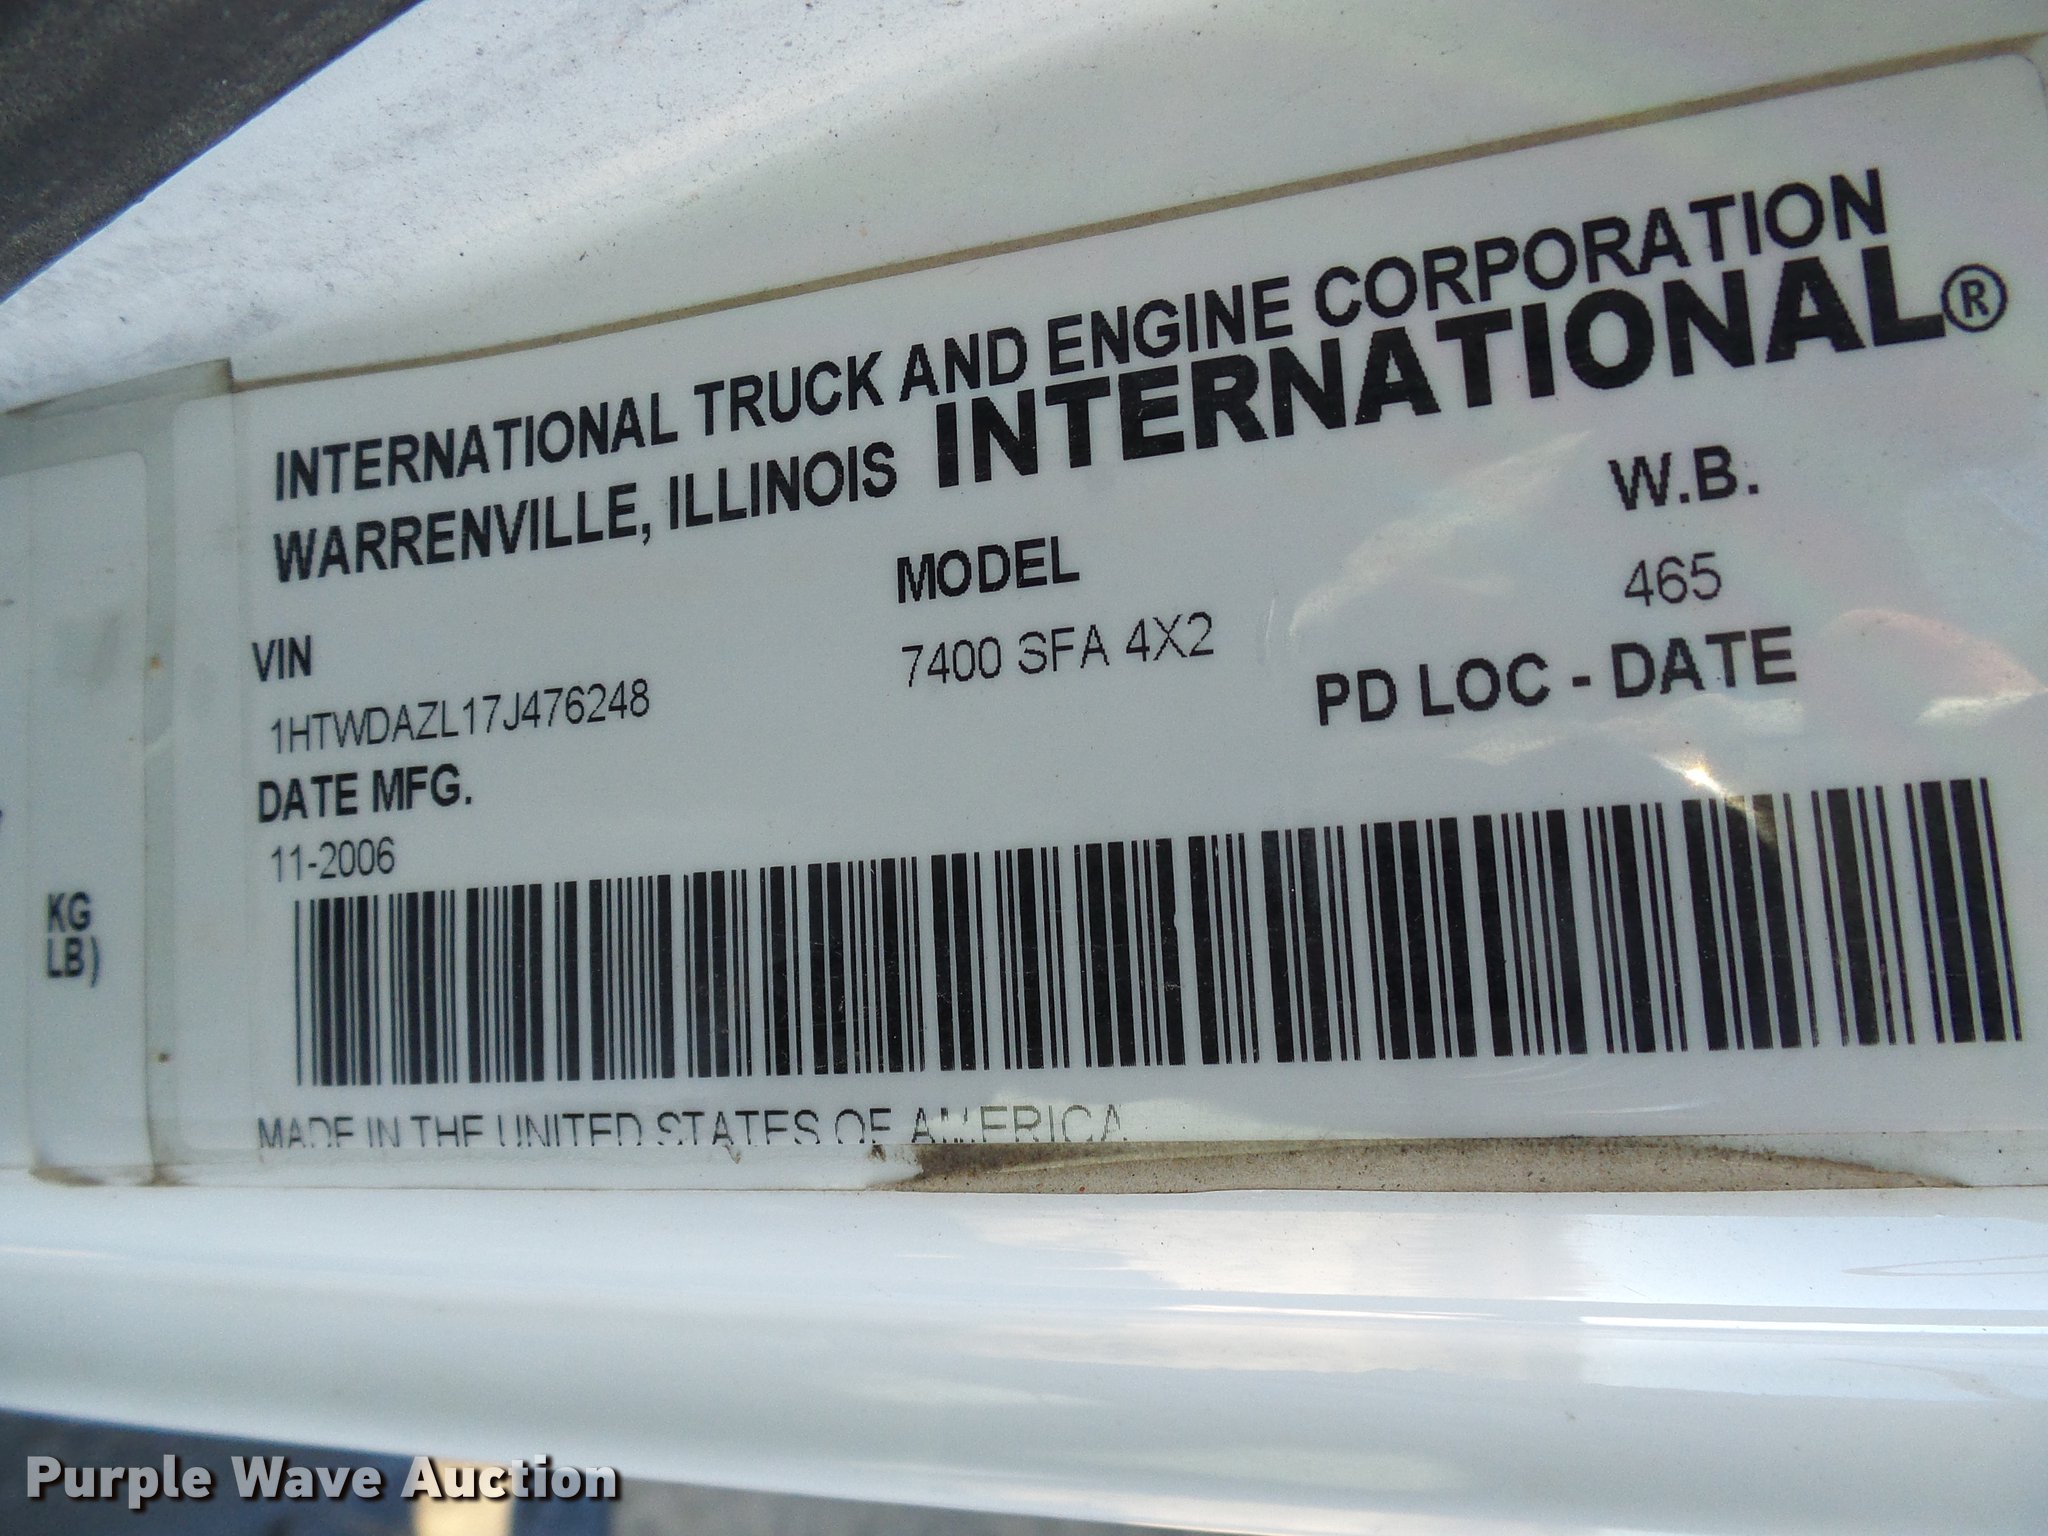 INTERNATIONAL TRUCK AND ENGINE CORPORATION
WARRENVILLE, ILLINOIS INTERNATIONAL®
VIN MODEL W.B.
1HTWDAZL17J476248 7400 SFA 4X2 465
DATE MFG. PD LOC - DATE
11-2006
KG
LB)
MADE IN THE UNITED STATES OF AMERICA
Purple Wave Auction